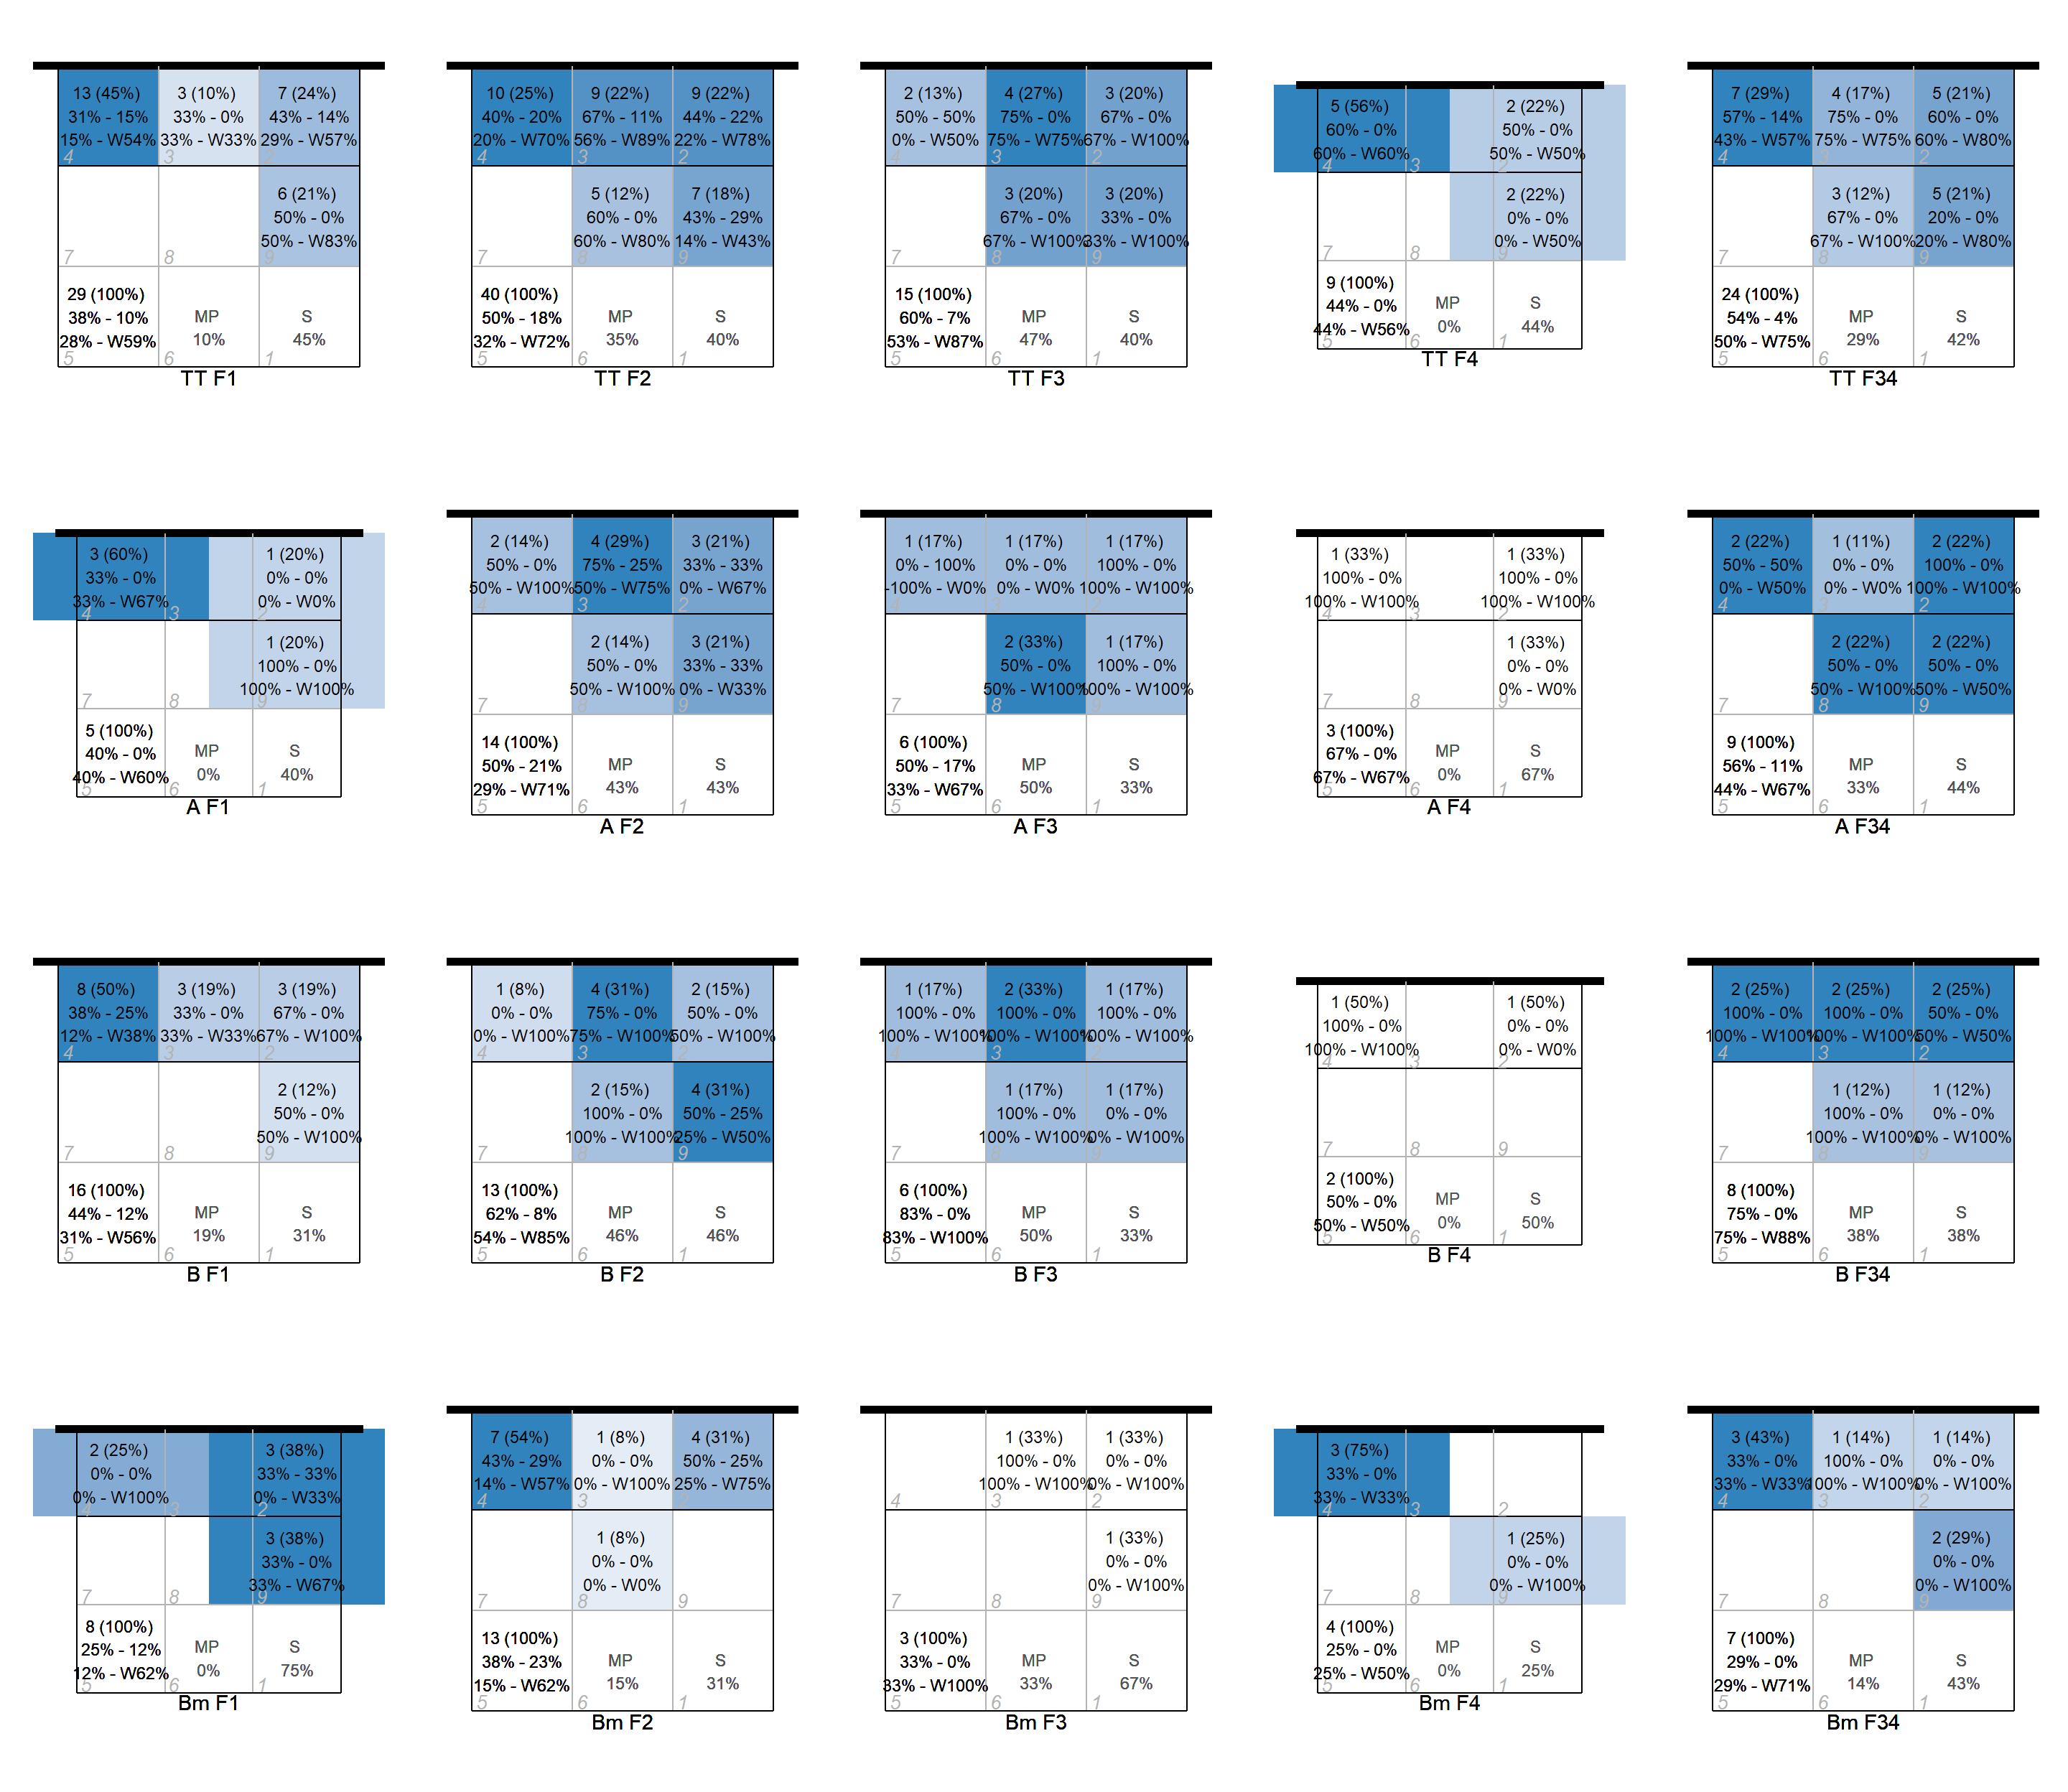 13 (45%)
31% - 15%
15% - W54%
4
3 (10%)
33% - 0%
33% - W33%
3
7 (24%)
43% - 14%
29% - W57%
2
7
8
6 (21%)
50% - 0%
50% - W83%
9
29 (100%)
38% - 10%
28% - W59%
5
MP
10%
6
S
45%
1
TT F1
10 (25%)
40% - 20%
20% - W70%
4
9 (22%)
67% - 11%
56% - W89%
3
9 (22%)
44% - 22%
22% - W78%
2
7
5 (12%)
60% - 0%
60% - W80%
8
7 (18%)
43% - 29%
14% - W43%
9
40 (100%)
50% - 18%
32% - W72%
5
MP
35%
6
S
40%
1
TT F2
2 (13%)
50% - 50%
0% - W50%
4
4 (27%)
75% - 0%
75% - W75%
3
3 (20%)
67% - 0%
67% - W100%
2
7
3 (20%)
67% - 0%
67% - W100%
8
3 (20%)
33% - 0%
33% - W100%
9
15 (100%)
60% - 7%
53% - W87%
5
MP
47%
6
S
40%
1
TT F3
5 (56%)
60% - 0%
60% - W60%
4
3
2 (22%)
50% - 0%
50% - W50%
2
7
8
2 (22%)
0% - 0%
0% - W50%
9
9 (100%)
44% - 0%
44% - W56%
5
MP
0%
6
S
44%
1
TT F4
7 (29%)
57% - 14%
43% - W57%
4
4 (17%)
75% - 0%
75% - W75%
3
5 (21%)
60% - 0%
60% - W80%
2
7
3 (12%)
67% - 0%
67% - W100%
8
5 (21%)
20% - 0%
20% - W80%
9
24 (100%)
54% - 4%
50% - W75%
5
MP
29%
6
S
42%
1
TT F34
3 (60%)
33% - 0%
33% - W67%
4
3
1 (20%)
0% - 0%
0% - W0%
2
7
8
1 (20%)
100% - 0%
100% - W100%
9
5 (100%)
40% - 0%
40% - W60%
5
MP
0%
6
S
40%
1
A F1
2 (14%)
50% - 0%
50% - W100%
4
4 (29%)
75% - 25%
50% - W75%
3
3 (21%)
33% - 33%
0% - W67%
2
7
2 (14%)
50% - 0%
50% - W100%
8
3 (21%)
33% - 33%
0% - W33%
9
14 (100%)
50% - 21%
29% - W71%
5
MP
43%
6
S
43%
1
A F2
1 (17%)
0% - 100%
-100% - W0%
4
1 (17%)
0% - 0%
0% - W0%
3
1 (17%)
100% - 0%
100% - W100%
2
7
2 (33%)
50% - 0%
50% - W100%
8
1 (17%)
100% - 0%
100% - W100%
9
6 (100%)
50% - 17%
33% - W67%
5
MP
50%
6
S
33%
1
A F3
1 (33%)
100% - 0%
100% - W100%
4
3
1 (33%)
100% - 0%
100% - W100%
2
7
8
1 (33%)
0% - 0%
0% - W0%
9
3 (100%)
67% - 0%
67% - W67%
5
MP
0%
6
S
67%
1
A F4
2 (22%)
50% - 50%
0% - W50%
4
1 (11%)
0% - 0%
0% - W0%
3
2 (22%)
100% - 0%
100% - W100%
2
7
2 (22%)
50% - 0%
50% - W100%
8
2 (22%)
50% - 0%
50% - W50%
9
9 (100%)
56% - 11%
44% - W67%
5
MP
33%
6
S
44%
1
A F34
8 (50%)
38% - 25%
12% - W38%
4
3 (19%)
33% - 0%
33% - W33%
3
3 (19%)
67% - 0%
67% - W100%
2
7
8
2 (12%)
50% - 0%
50% - W100%
9
16 (100%)
44% - 12%
31% - W56%
5
MP
19%
6
S
31%
1
B F1
1 (8%)
0% - 0%
0% - W100%
4
4 (31%)
75% - 0%
75% - W100%
3
2 (15%)
50% - 0%
50% - W100%
2
7
2 (15%)
100% - 0%
100% - W100%
8
4 (31%)
50% - 25%
25% - W50%
9
13 (100%)
62% - 8%
54% - W85%
5
MP
46%
6
S
46%
1
B F2
1 (17%)
100% - 0%
100% - W100%
4
2 (33%)
100% - 0%
100% - W100%
3
1 (17%)
100% - 0%
100% - W100%
2
7
1 (17%)
100% - 0%
100% - W100%
8
1 (17%)
0% - 0%
0% - W100%
9
6 (100%)
83% - 0%
83% - W100%
5
MP
50%
6
S
33%
1
B F3
1 (50%)
100% - 0%
100% - W100%
4
3
1 (50%)
0% - 0%
0% - W0%
2
7
8
9
2 (100%)
50% - 0%
50% - W50%
5
MP
0%
6
S
50%
1
B F4
2 (25%)
100% - 0%
100% - W100%
4
2 (25%)
100% - 0%
100% - W100%
3
2 (25%)
50% - 0%
50% - W50%
2
7
1 (12%)
100% - 0%
100% - W100%
8
1 (12%)
0% - 0%
0% - W100%
9
8 (100%)
75% - 0%
75% - W88%
5
MP
38%
6
S
38%
1
B F34
2 (25%)
0% - 0%
0% - W100%
4
3
3 (38%)
33% - 33%
0% - W33%
2
7
8
3 (38%)
33% - 0%
33% - W67%
9
8 (100%)
25% - 12%
12% - W62%
5
MP
0%
6
S
75%
1
Bm F1
7 (54%)
43% - 29%
14% - W57%
4
1 (8%)
0% - 0%
0% - W100%
3
4 (31%)
50% - 25%
25% - W75%
2
7
1 (8%)
0% - 0%
0% - W0%
8
9
13 (100%)
38% - 23%
15% - W62%
5
MP
15%
6
S
31%
1
Bm F2
4
1 (33%)
100% - 0%
100% - W100%
3
1 (33%)
0% - 0%
0% - W100%
2
7
8
1 (33%)
0% - 0%
0% - W100%
9
3 (100%)
33% - 0%
33% - W100%
5
MP
33%
6
S
67%
1
Bm F3
3 (75%)
33% - 0%
33% - W33%
4
3
2
7
8
1 (25%)
0% - 0%
0% - W100%
9
4 (100%)
25% - 0%
25% - W50%
5
MP
0%
6
S
25%
1
Bm F4
3 (43%)
33% - 0%
33% - W33%
4
1 (14%)
100% - 0%
100% - W100%
3
1 (14%)
0% - 0%
0% - W100%
2
7
8
2 (29%)
0% - 0%
0% - W100%
9
7 (100%)
29% - 0%
29% - W71%
5
MP
14%
6
S
43%
1
Bm F34